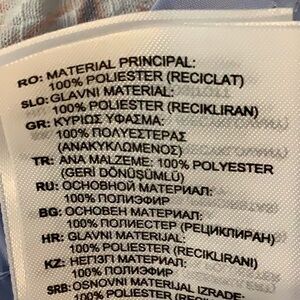 RO: MATERIAL PRINCIPAL:
100% POLIESTER (RECICLAT)
SLO: GLAVNI MATERIAL:
100% POLIESTER (RECIKLIRAN)
GR: ΚΥΡΙΟΣ ΥΦΑΣΜΑ:
100% ΠΟΛΥΕΣΤΕΡΑΣ
(ΑΝΑΚΥΚΛΩΜΕΝΟΣ)
TR: ANA MALZEME: 100% POLYESTER
(GERİ DÖNÜŞÜMLÜ)
RU: ОСНОВНОЙ МАТЕРИАЛ:
100% ПОЛИЭФИР
BG: ОСНОВЕН МАТЕРИАЛ:
100% ПОЛИЕСТЕР (РЕЦИКЛИРАН)
HR: GLAVNI MATERIJAL:
100% POLIESTER (RECIKLIRANI)
KZ: НЕГІЗГІ МАТЕРИАЛ:
100% ПОЛИЭФИР
SRB: OSNOVNI MATERIJAL IZRADE:
100% POLIESTER